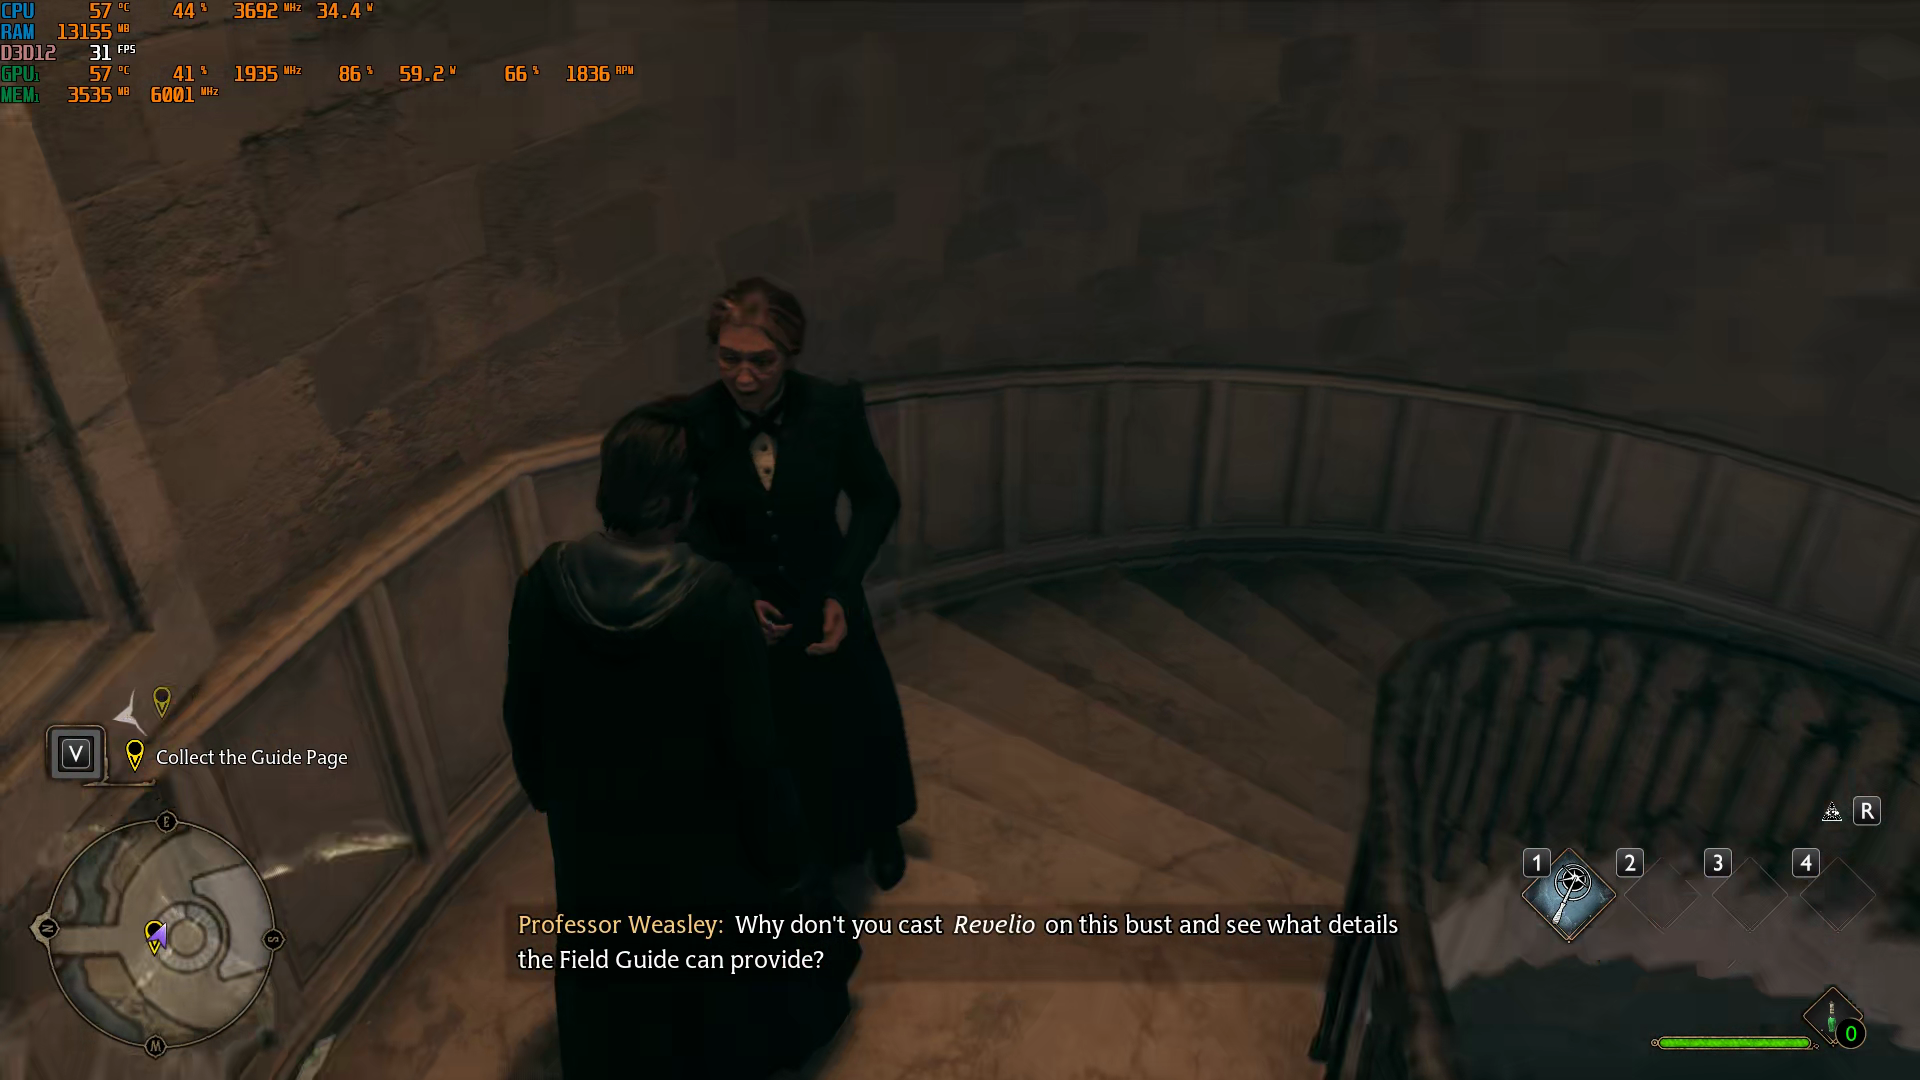 CPU 57 °C 44 % 3692 MHz 34.4 W
RAM 13155 MB
D3D12 31 FPS
GPU1 57 °C 41 % 1935 MHz 86 % 59.2 W 66 % 1836 RPM
MEM1 3535 MB 6001 MHz
V Collect the Guide Page
E
N
S
W
R
1 2 3 4
Professor Weasley: Why don't you cast Revelio on this bust and see what details
the Field Guide can provide?
0